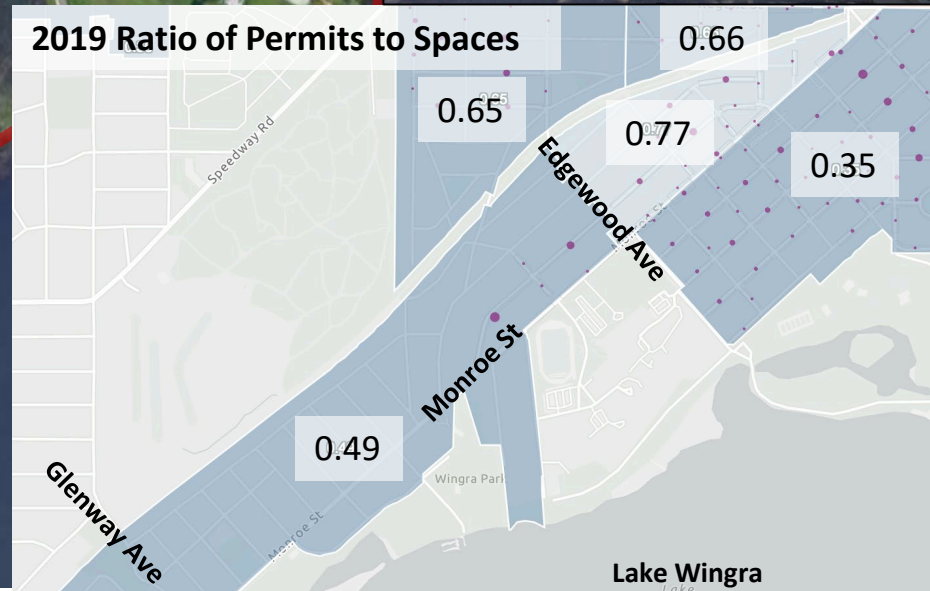 2019 Ratio of Permits to Spaces
0.66
0.65
0.77
0.35
Speedway Rd
Edgewood Ave
Monroe St
0.49
Wingra Park
Glenway Ave
Monroe St
Lake Wingra
Lake